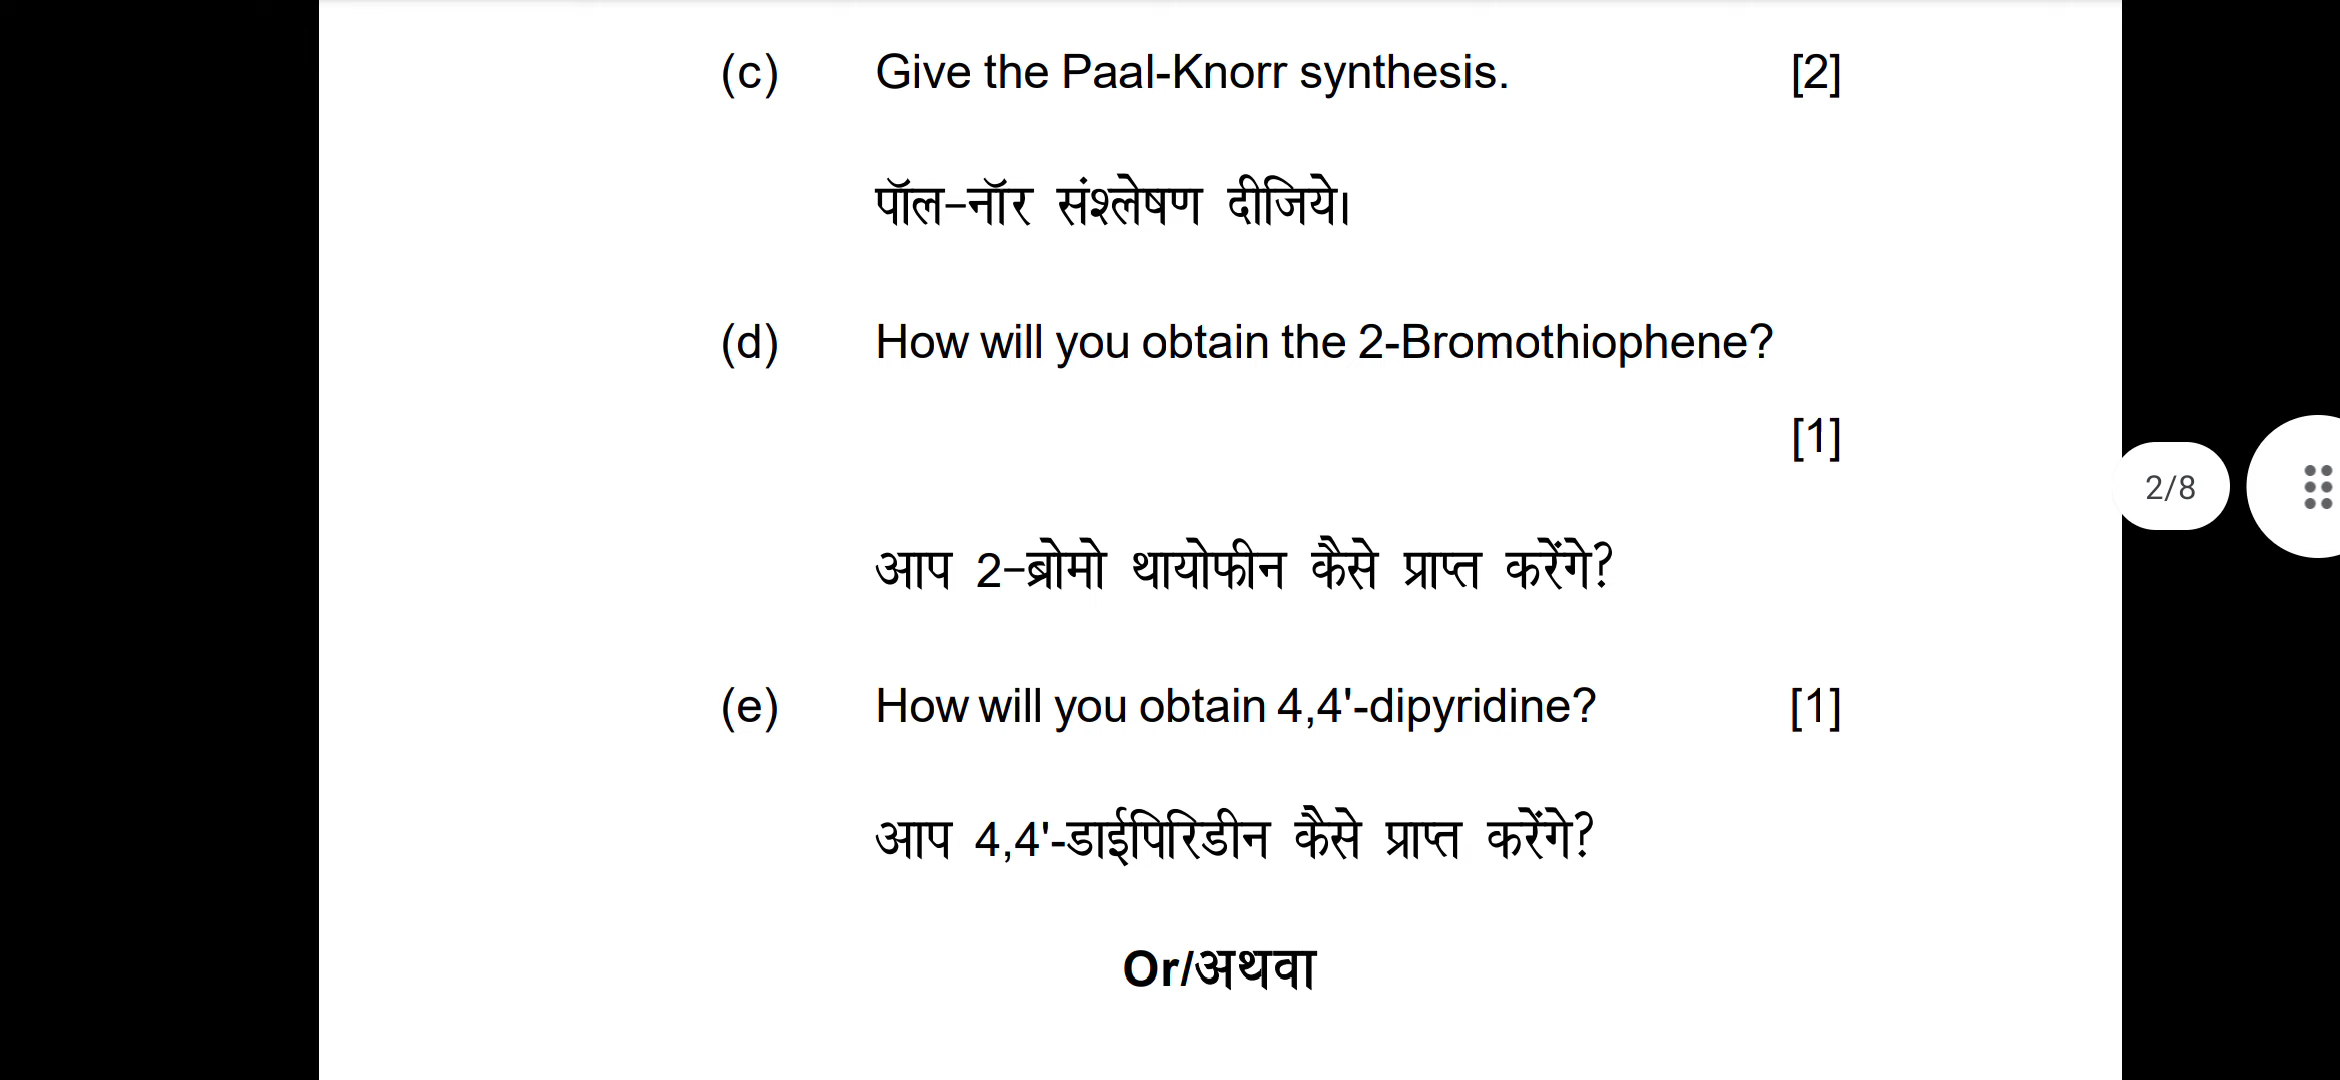 (c) Give the Paal-Knorr synthesis. [2]
पॉल-नॉर संश्लेषण दीजिये।
(d) How will you obtain the 2-Bromothiophene?
[1]
2/8
आप 2-ब्रोमो थायोफीन कैसे प्राप्त करेंगे?
(e) How will you obtain 4,4'-dipyridine? [1]
आप 4,4'-डाईपिरिडीन कैसे प्राप्त करेंगे?
Or/अथवा